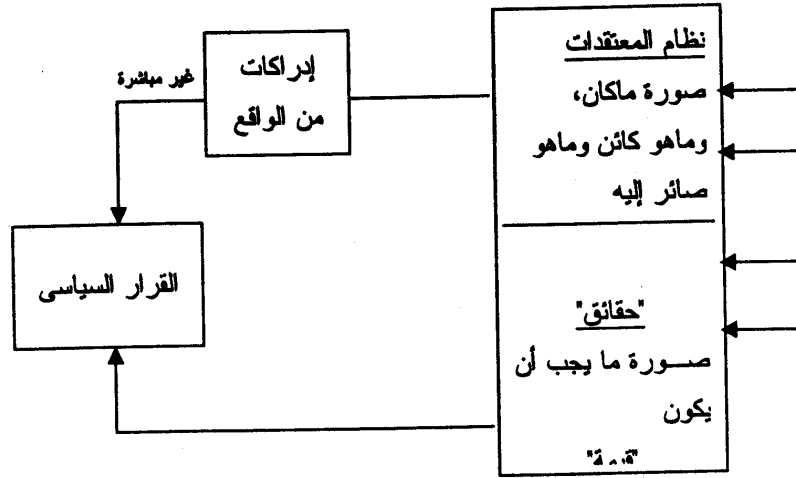 نظام المعتقدات
صورة ماكان،
وماهو كائن وماهو
صائر إليه
"حقائق"
صـــورة ما يجب أن
يكون
إدراكات
من الواقع
غير مباشرة
القرار السياسى